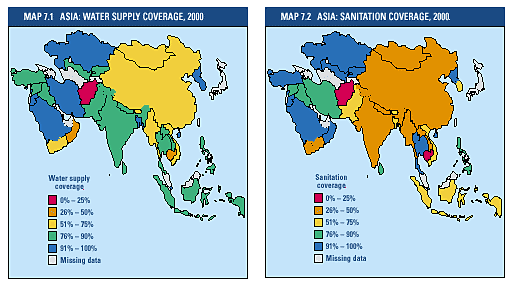 MAP 7.1 ASIA: WATER SUPPLY COVERAGE, 2000
Water supply
coverage
0% – 25%
26% – 50%
51% – 75%
76% – 90%
91% – 100%
Missing data
MAP 7.2 ASIA: SANITATION COVERAGE, 2000
Sanitation
coverage
0% – 25%
26% – 50%
51% – 75%
76% – 90%
91% – 100%
Missing data